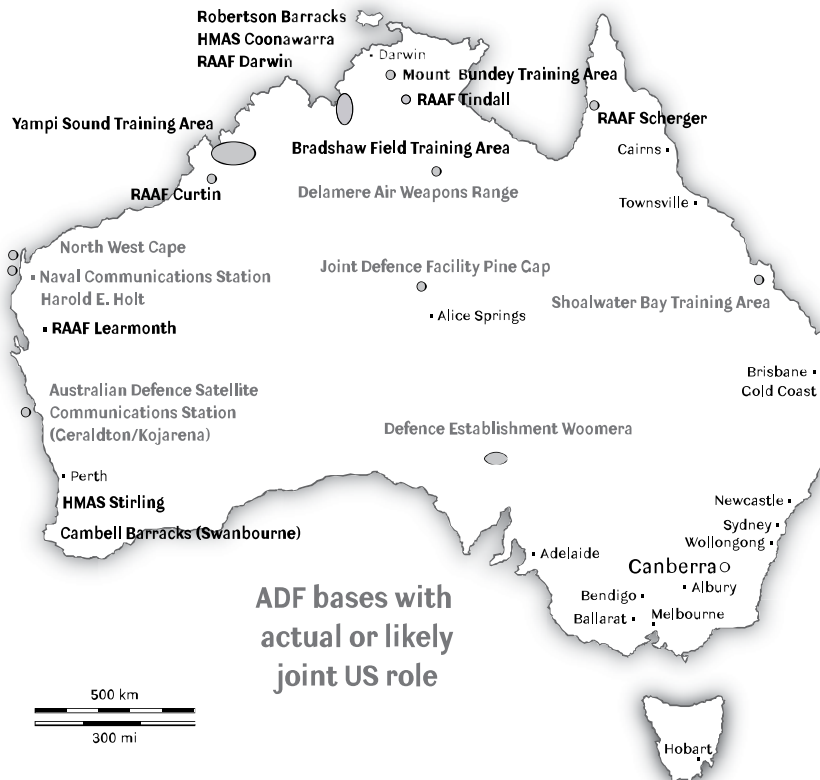 Robertson Barracks
HMAS Coonawarra
RAAF Darwin
Darwin
Mount Bundey Training Area
RAAF Tindall
Yampi Sound Training Area
RAAF Scherger
Bradshaw Field Training Area
Cairns
RAAF Curtin
Delamere Air Weapons Range
Townsville
North West Cape
Joint Defence Facility Pine Gap
Naval Communications Station
Harold E. Holt
Shoalwater Bay Training Area
Alice Springs
RAAF Learmonth
Brisbane
Gold Coast
Australian Defence Satellite
Communications Station
(Geraldton/Kojarena)
Defence Establishment Woomera
Perth
HMAS Stirling
Newcastle
Sydney
Cambell Barracks (Swanbourne)
Wollongong
Adelaide
Canberra
Albury
Bendigo
Ballarat
Melbourne
ADF bases with
actual or likely
joint US role
500 km
300 mi
Hobart